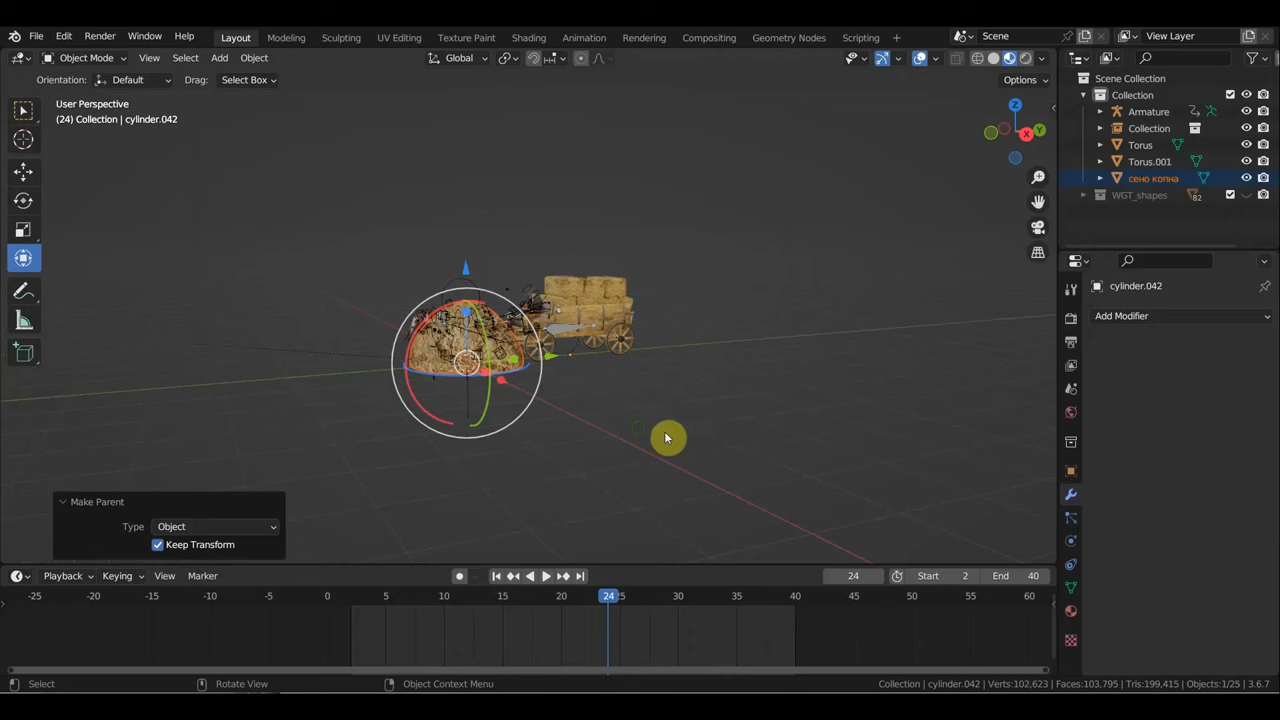 File Edit Render Window Help Layout Modeling Sculpting UV Editing Texture Paint Shading Animation Rendering Compositing Geometry Nodes Scripting + Scene View Layer
Object Mode View Select Add Object Global
Orientation: Default Drag: Select Box Options
User Perspective
(24) Collection | cylinder.042
Z
X
Y
Scene Collection
Collection
Armature
Collection
Torus
Torus.001
сено копна
WGT_shapes 82
cylinder.042
Add Modifier
Make Parent
Type Object
Keep Transform
Playback Keying View Marker 24 Start 2 End 40
-25 -20 -15 -10 -5 0 5 10 15 20 24 25 30 35 40 45 50 55 60
Select Rotate View Object Context Menu Collection | cylinder.042 | Verts:102,623 | Faces:103,795 | Tris:199,415 | Objects:1/25 | 3.6.7